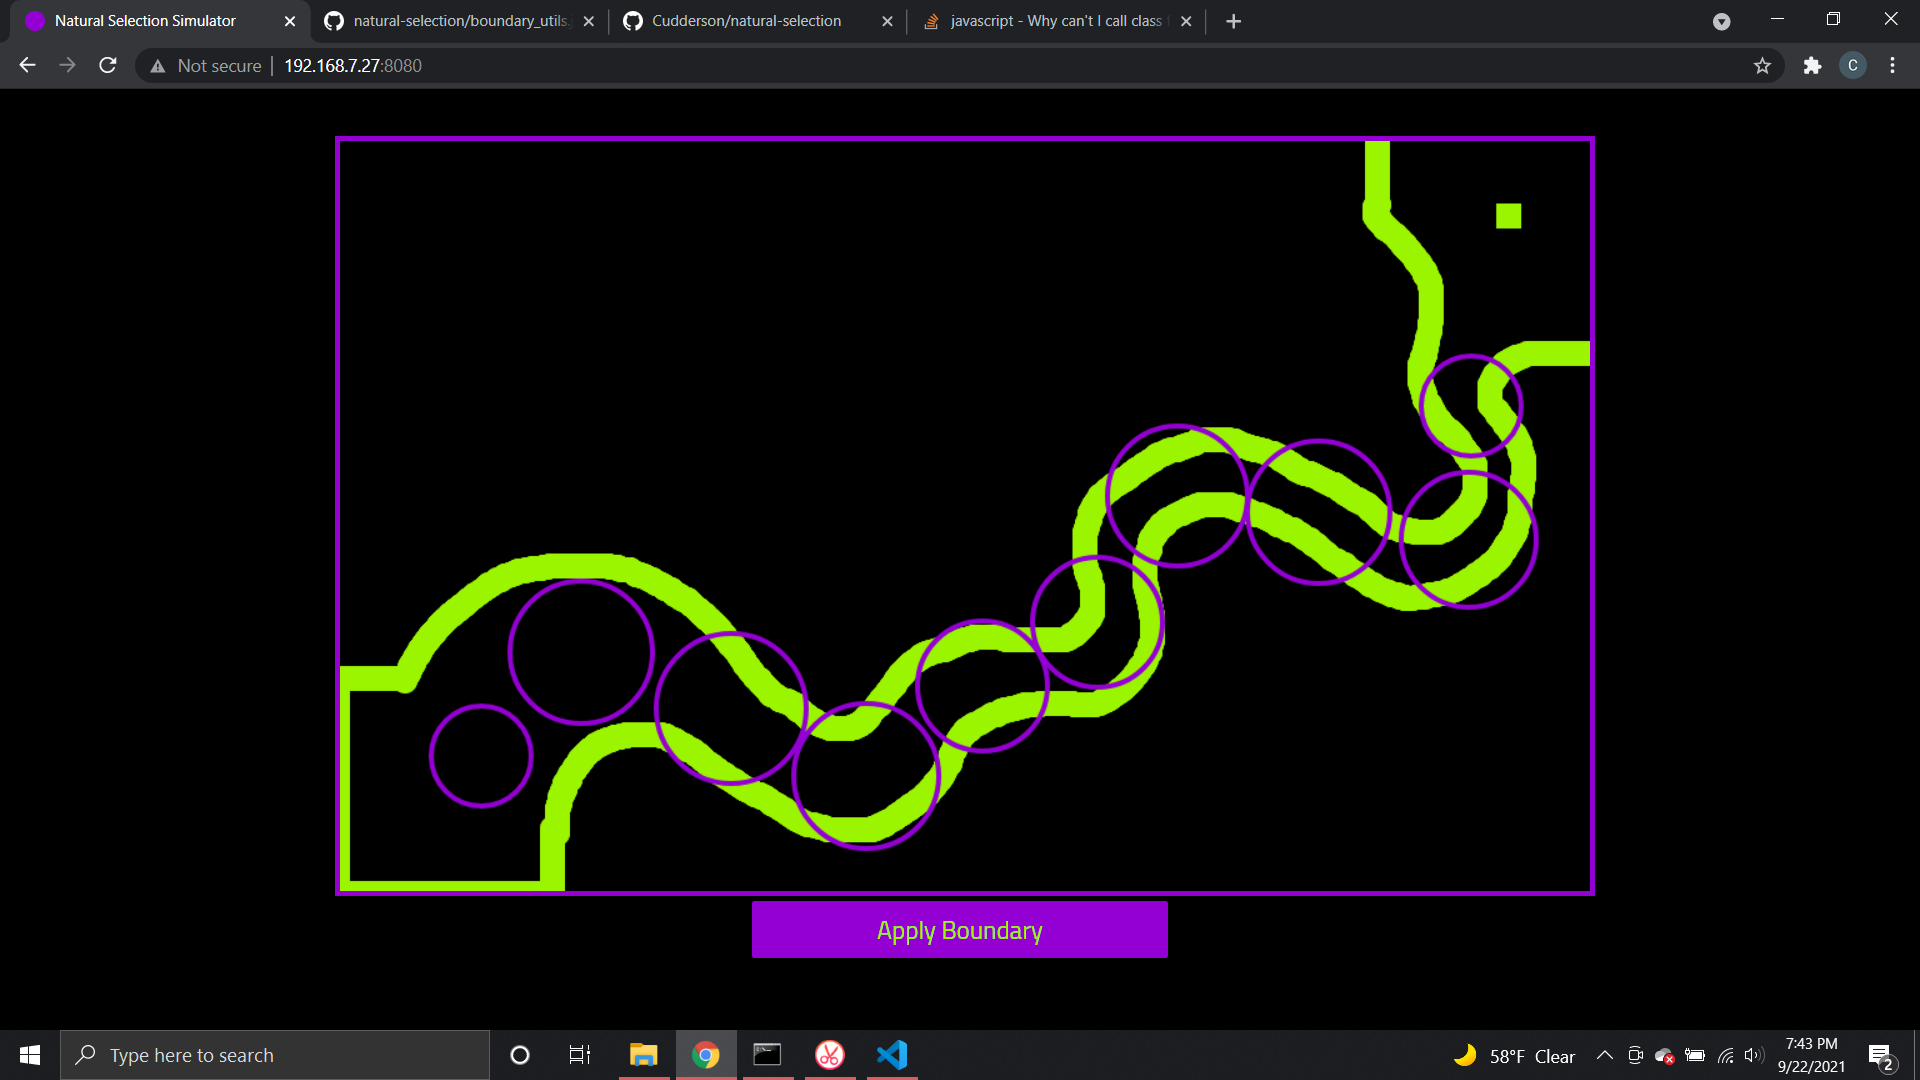 Natural Selection Simulator
natural-selection/boundary_utils.
Cudderson/natural-selection
javascript - Why can't I call class
Not secure
192.168.7.27:8080
C
Apply Boundary
Type here to search
58°F Clear
7:43 PM
9/22/2021
2